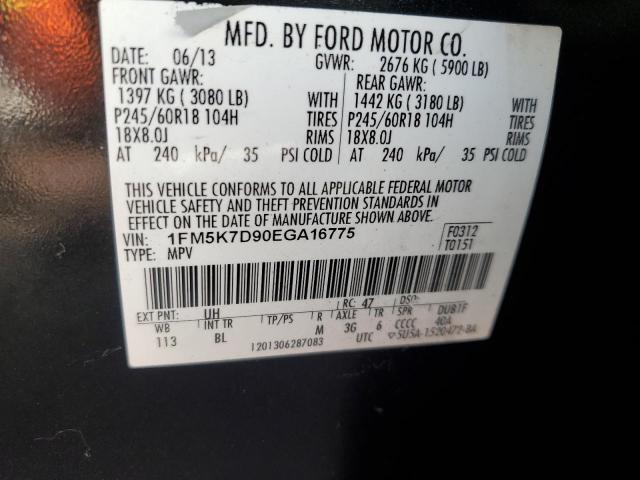 MFD. BY FORD MOTOR CO.
DATE: 06/13 GVWR: 2676 KG (5900 LB)
FRONT GAWR: REAR GAWR:
1397 KG (3080 LB) WITH 1442 KG (3180 LB) WITH
P245/60R18 104H TIRES P245/60R18 104H TIRES
18X8.0J RIMS 18X8.0J RIMS
AT 240 kPa/ 35 PSI COLD AT 240 kPa/ 35 PSI COLD
THIS VEHICLE CONFORMS TO ALL APPLICABLE FEDERAL MOTOR
VEHICLE SAFETY AND THEFT PREVENTION STANDARDS IN
EFFECT ON THE DATE OF MANUFACTURE SHOWN ABOVE.
VIN: 1FM5K7D90EGA16775 F0312
TYPE: MPV T0151
EXT PNT: UH RC: 47 DSO:
WB INT TR TP/PS R AXLE TR SPR DUB1F
113 BL M 3G 6 CCCC 40A
1201306287083 UTC 5U5A-1520472-BA